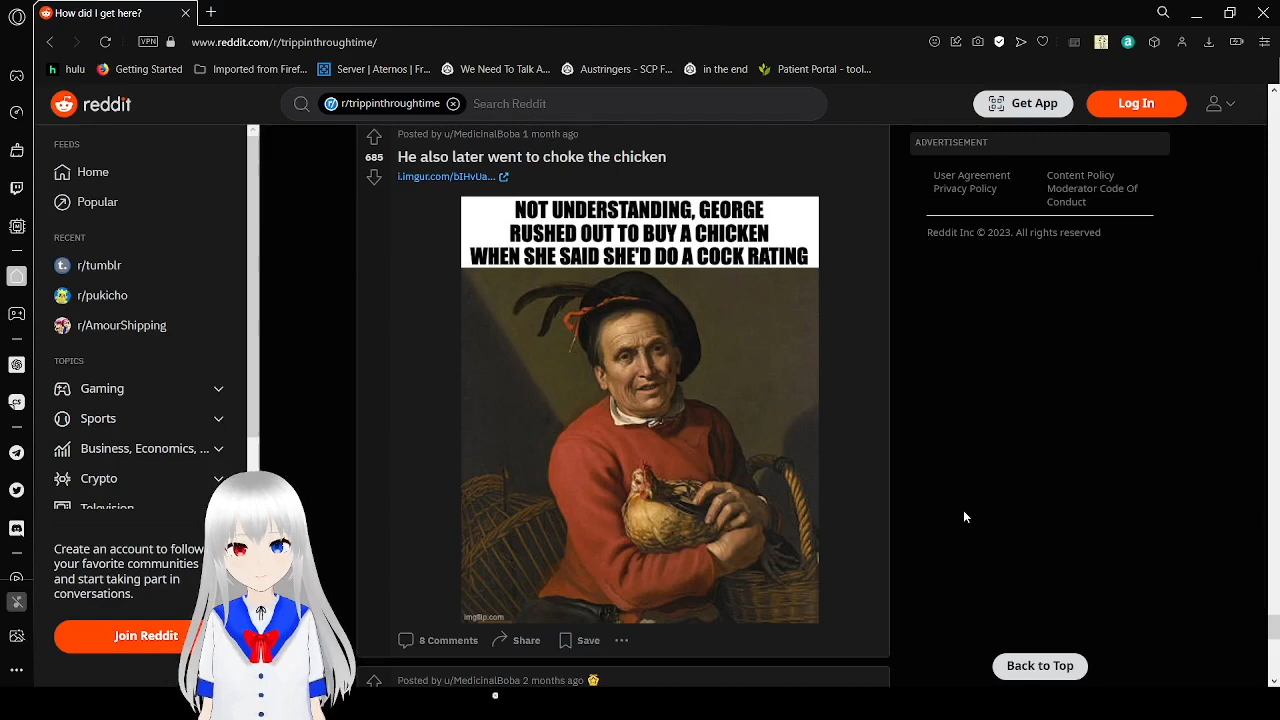 How did I get here?
VPN
www.reddit.com/r/trippinthroughtime/
hulu
Getting Started
Imported from Firef...
Server | Aternos | Fr...
We Need To Talk A...
Austringers - SCP F...
in the end
Patient Portal - tool...
reddit
r/trippinthroughtime
Search Reddit
Get App
Log In
FEEDS
Home
Popular
RECENT
r/tumblr
r/pukicho
r/AmourShipping
TOPICS
Gaming
Sports
Business, Economics, ...
Crypto
Television
Create an account to follow
your favorite communities
and start taking part in
conversations.
Join Reddit
Posted by u/MedicinalBoba 1 month ago
685
He also later went to choke the chicken
i.imgur.com/bIHvUa...
NOT UNDERSTANDING, GEORGE
RUSHED OUT TO BUY A CHICKEN
WHEN SHE SAID SHE'D DO A COCK RATING
imgflip.com
8 Comments
Share
Save
Posted by u/MedicinalBoba 2 months ago
ADVERTISEMENT
User Agreement
Privacy Policy
Content Policy
Moderator Code Of
Conduct
Reddit Inc © 2023. All rights reserved
Back to Top